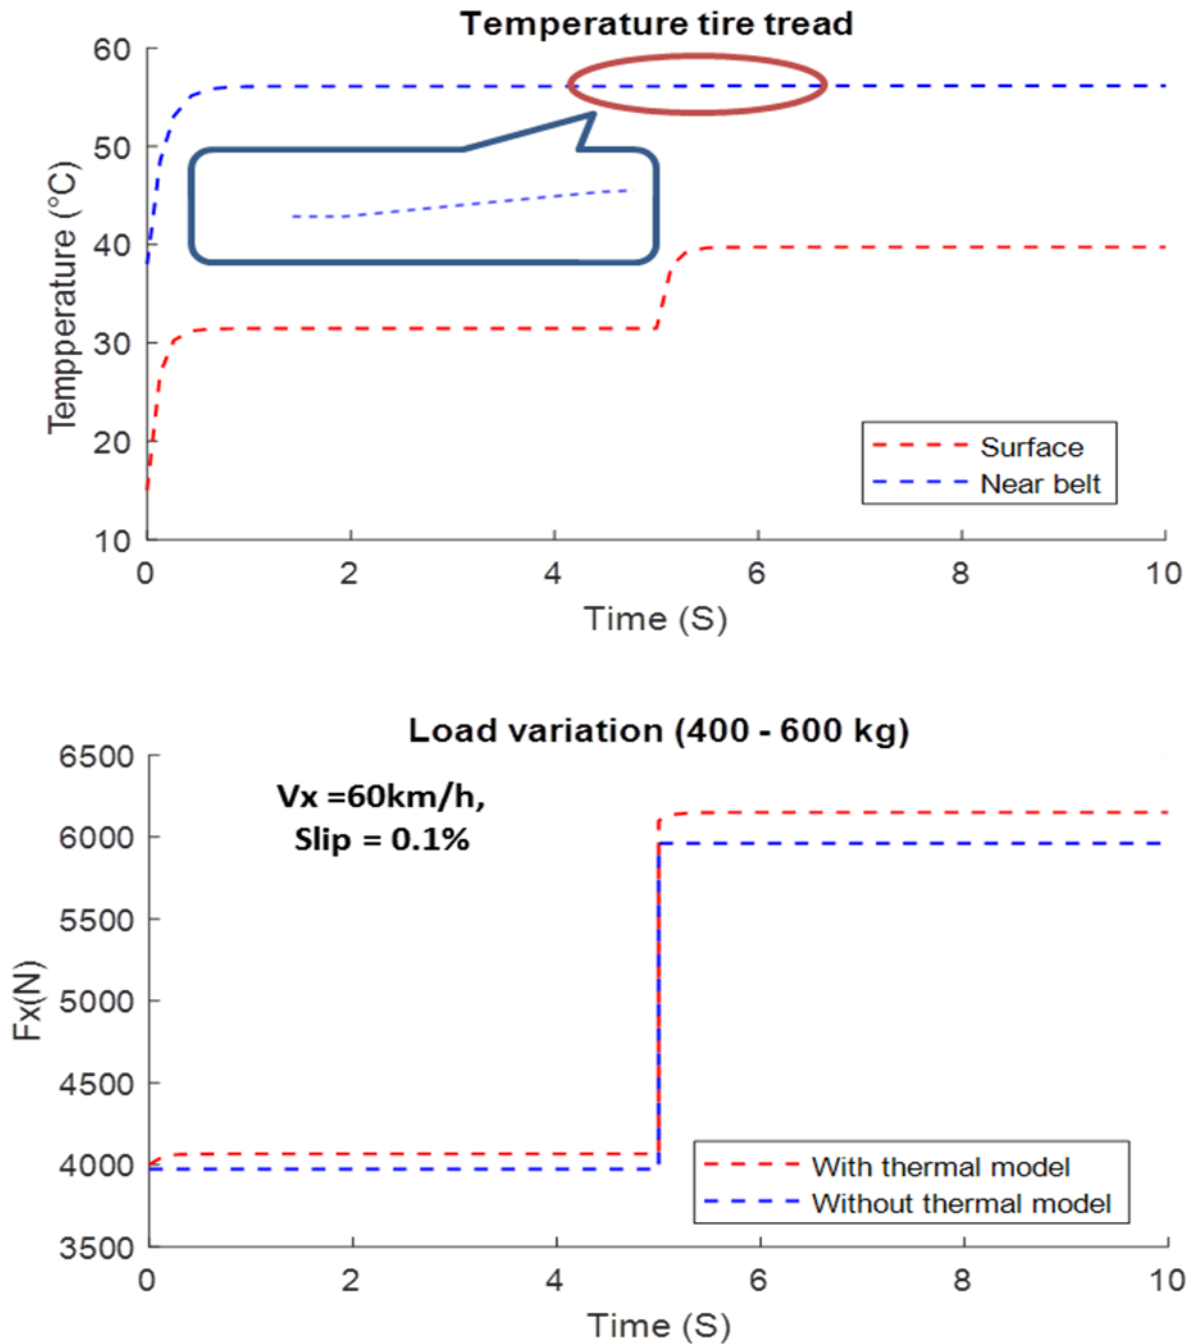 Temperature tire tread
60
50
40
30
20
10
Tempperature (°C)
Surface
Near belt
0 2 4 6 8 10
Time (S)
Load variation (400 - 600 kg)
6500
6000
5500
5000
4500
4000
3500
Fx(N)
Vx =60km/h,
Slip = 0.1%
With thermal model
Without thermal model
0 2 4 6 8 10
Time (S)